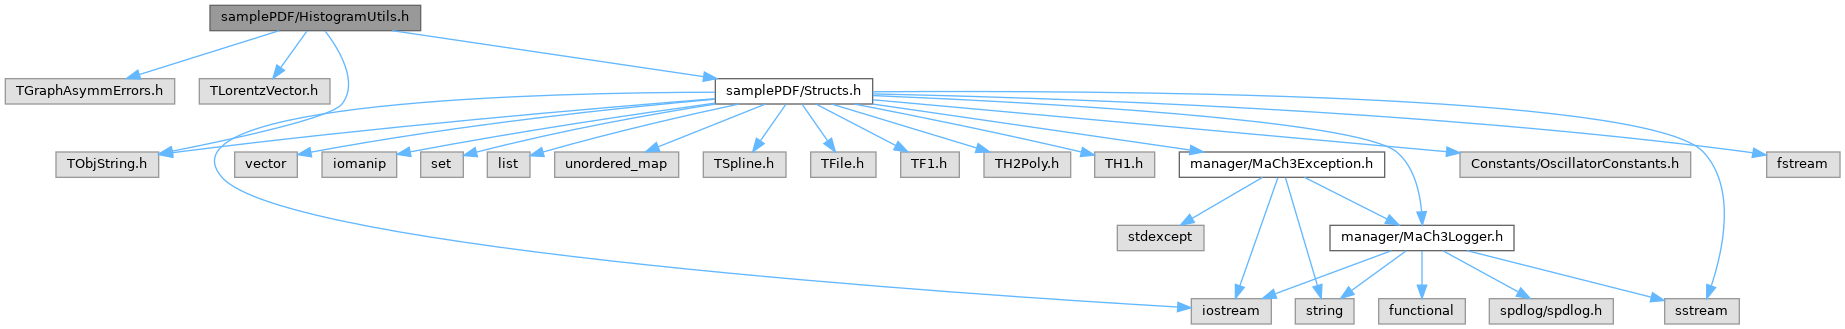 samplePDF/HistogramUtils.h
TGraphAsymmErrors.h
TLorentzVector.h
samplePDF/Structs.h
TObjString.h
vector
iomanip
set
list
unordered_map
TSpline.h
TFile.h
TF1.h
TH2Poly.h
TH1.h
manager/MaCh3Exception.h
Constants/OscillatorConstants.h
fstream
stdexcept
manager/MaCh3Logger.h
iostream
string
functional
spdlog/spdlog.h
sstream